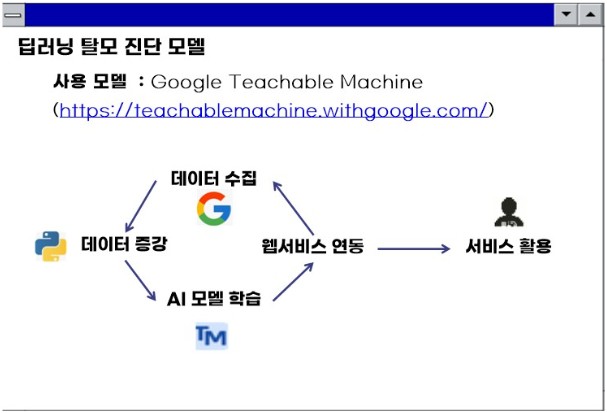 딥러닝 탈모 진단 모델
사용 모델 : Google Teachable Machine
(https://teachablemachine.withgoogle.com/)
데이터 수집
데이터 증강
웹서비스 연동
서비스 활용
AI 모델 학습
TM